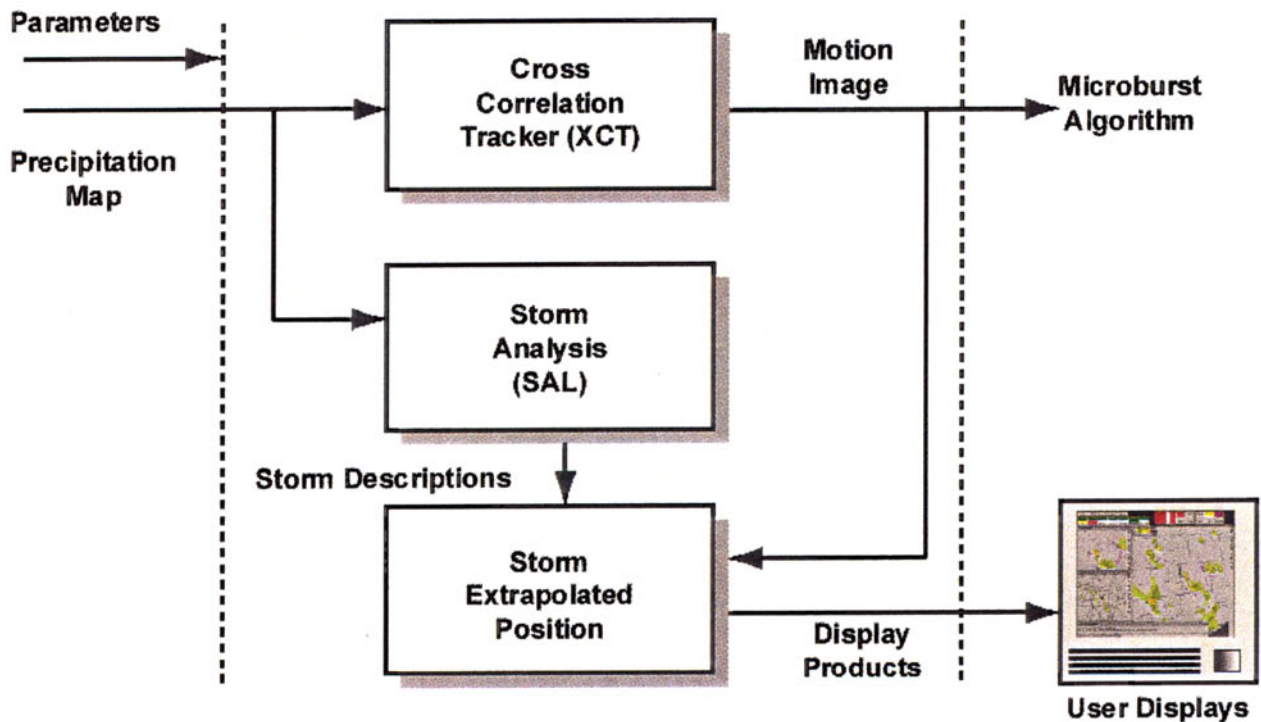 Parameters
Precipitation
Map
Cross
Correlation
Tracker (XCT)
Motion
Image
Microburst
Algorithm
Storm
Analysis
(SAL)
Storm Descriptions
Storm
Extrapolated
Position
Display
Products
User Displays